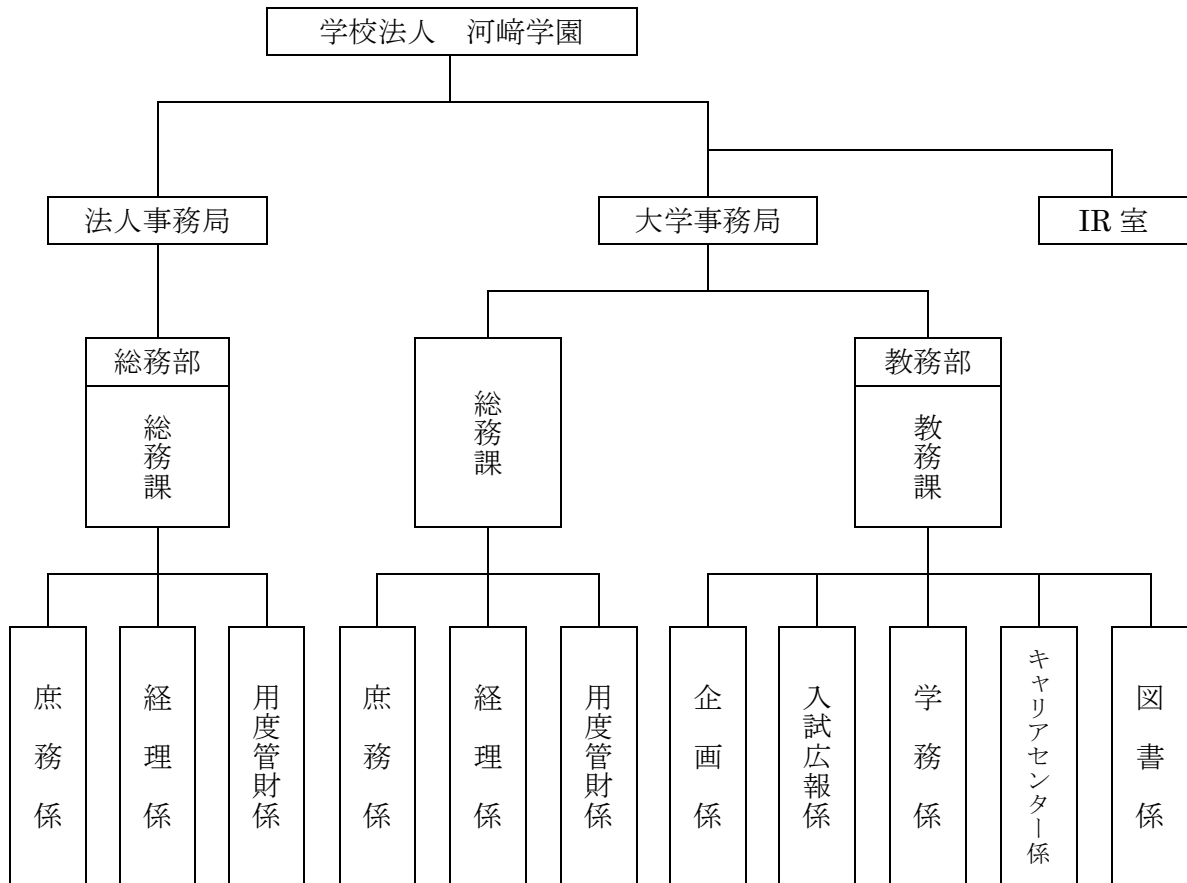 学校法人　河﨑学園
法人事務局
大学事務局
IR 室
総務部
総務課
総務課
教務部
教務課
庶務係
経理係
用度管財係
庶務係
経理係
用度管財係
企画係
入試広報係
学務係
キャリアセンター係
図書係